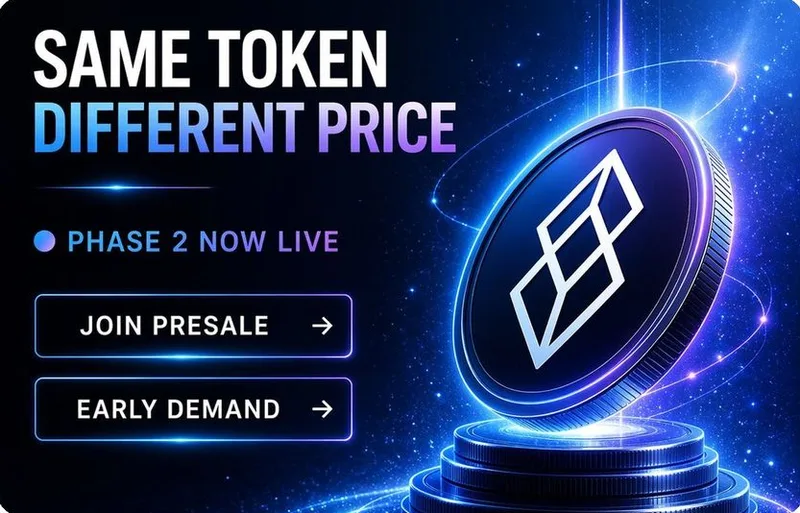 SAME TOKEN
DIFFERENT PRICE
PHASE 2 NOW LIVE
JOIN PRESALE →
EARLY DEMAND →